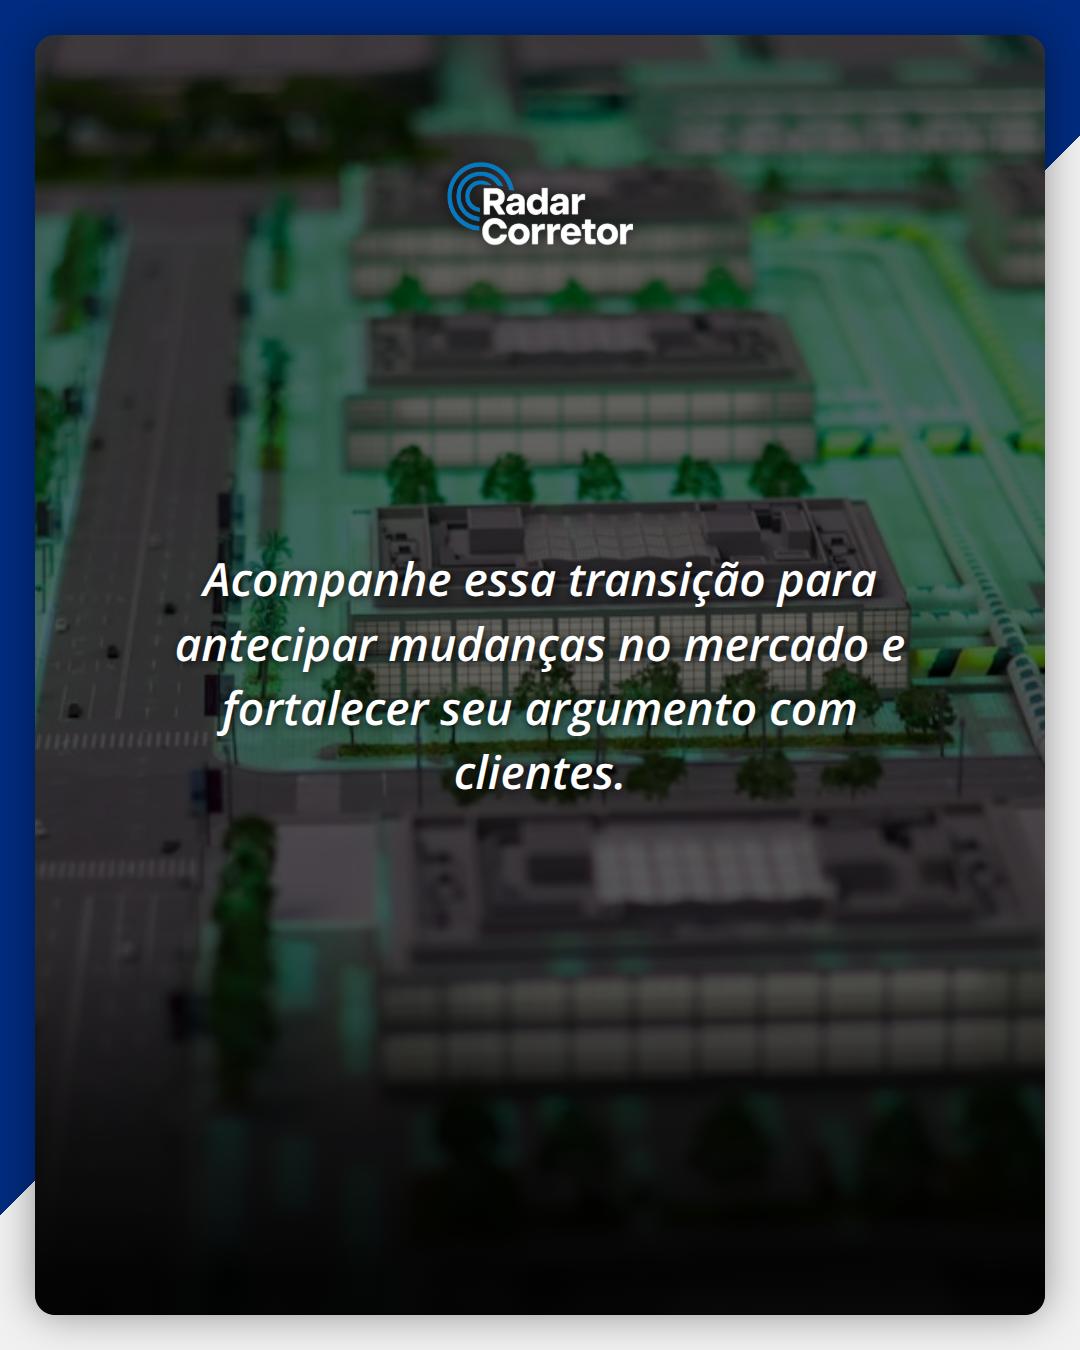 Radar
Corretor
Acompanhe essa transição para
antecipar mudanças no mercado e
fortalecer seu argumento com
clientes.